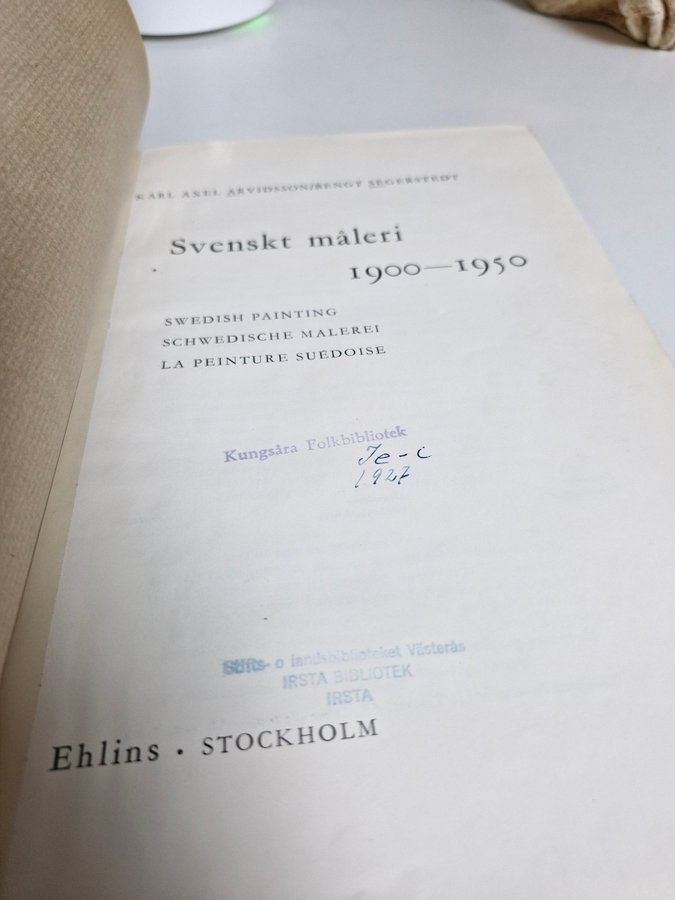 KARL AXEL ARVIDSSON/BENGT SEGERSTEDT
Svenskt måleri
1900—1950
SWEDISH PAINTING
SCHWEDISCHE MALEREI
LA PEINTURE SUÉDOISE
Kungsåra Folkbibliotek
Ie-c
1927
Stifts- o landsbiblioteket Västerås
IRSTA BIBLIOTEK
IRSTA
Ehlins · STOCKHOLM